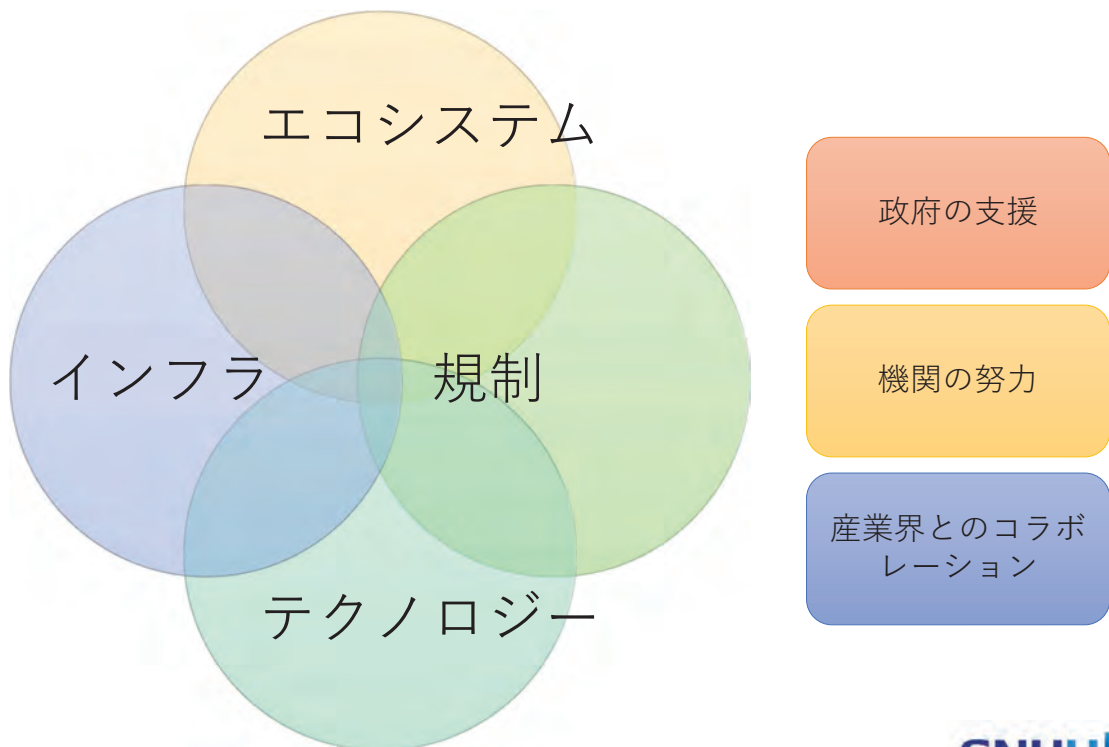 エコシステム
インフラ
規制
テクノロジー
政府の支援
機関の努力
産業界とのコラボ
レーション